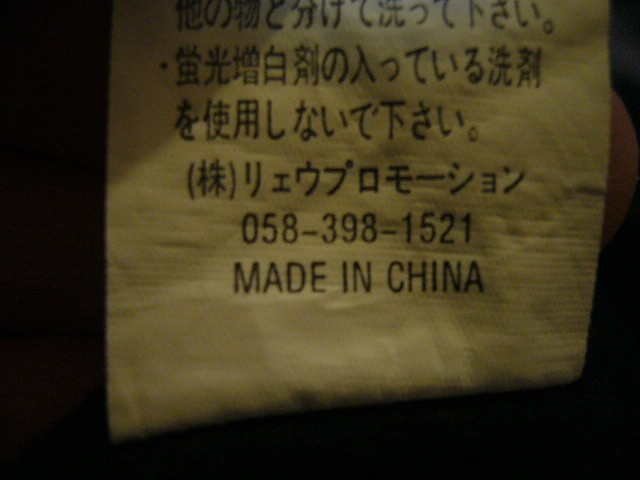 他の物と分けて洗って下さい。
・蛍光増白剤の入っている洗剤
を使用しないで下さい。
(株)リェウプロモーション
058-398-1521
MADE IN CHINA